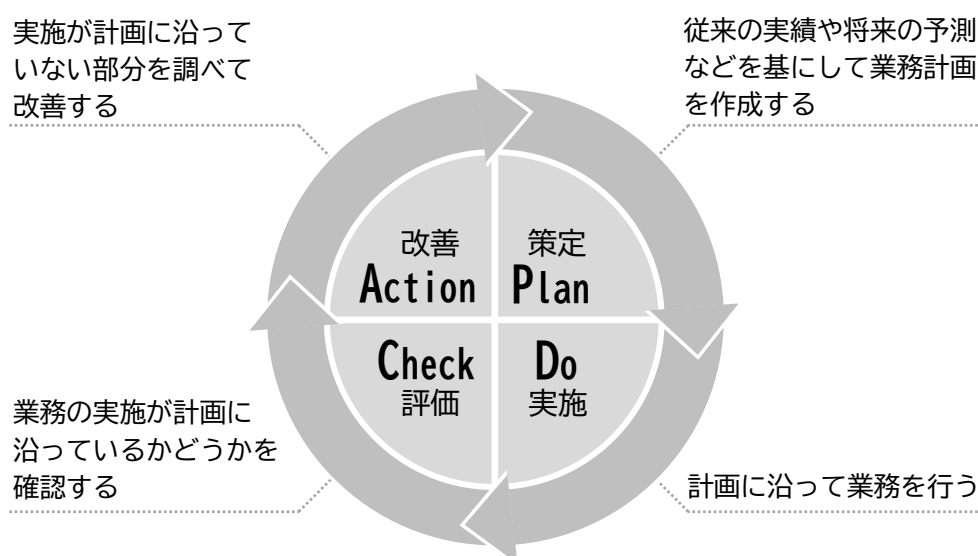 実施が計画に沿って
いない部分を調べて
改善する
従来の実績や将来の予測
などを基にして業務計画
を作成する
改善
Action
策定
Plan
Check
評価
Do
実施
業務の実施が計画に
沿っているかどうかを
確認する
計画に沿って業務を行う